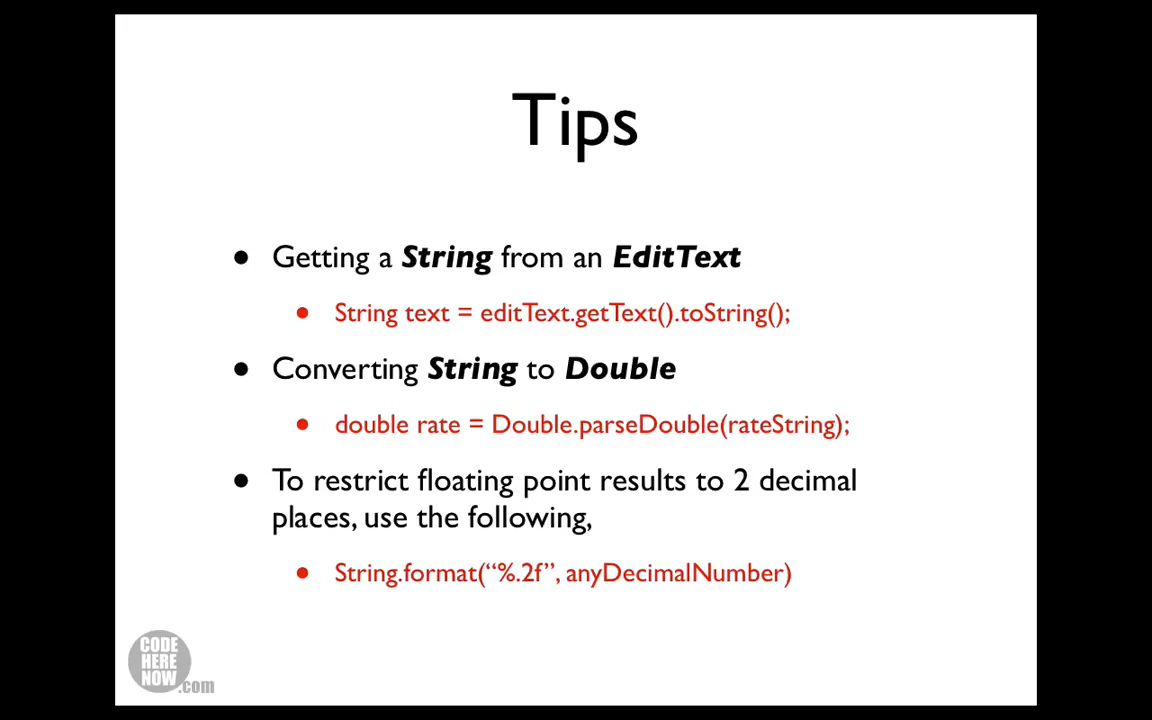 Tips
• Getting a String from an EditText
• String text = editText.getText().toString();
• Converting String to Double
• double rate = Double.parseDouble(rateString);
• To restrict floating point results to 2 decimal
places, use the following,
• String.format(“%.2f”, anyDecimalNumber)
CODE
HERE
NOW
.com